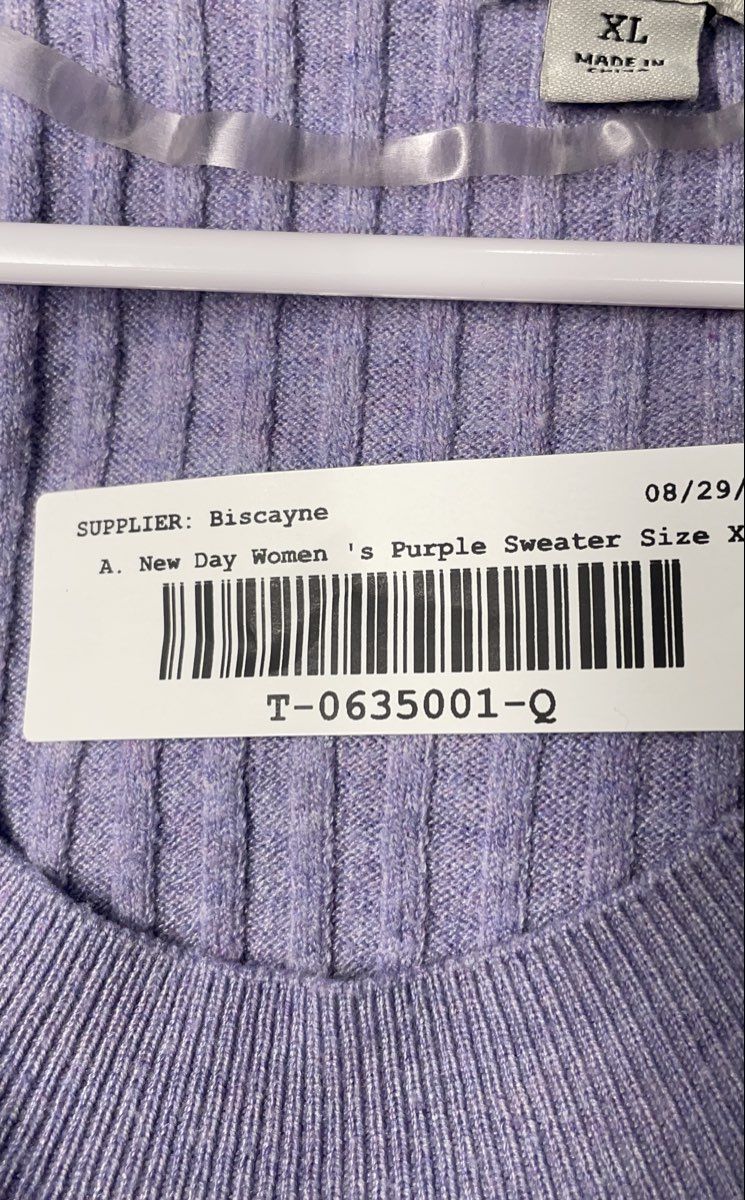 XL
MADE IN
SUPPLIER: Biscayne
08/29/
A. New Day Women 's Purple Sweater Size X
T-0635001-Q